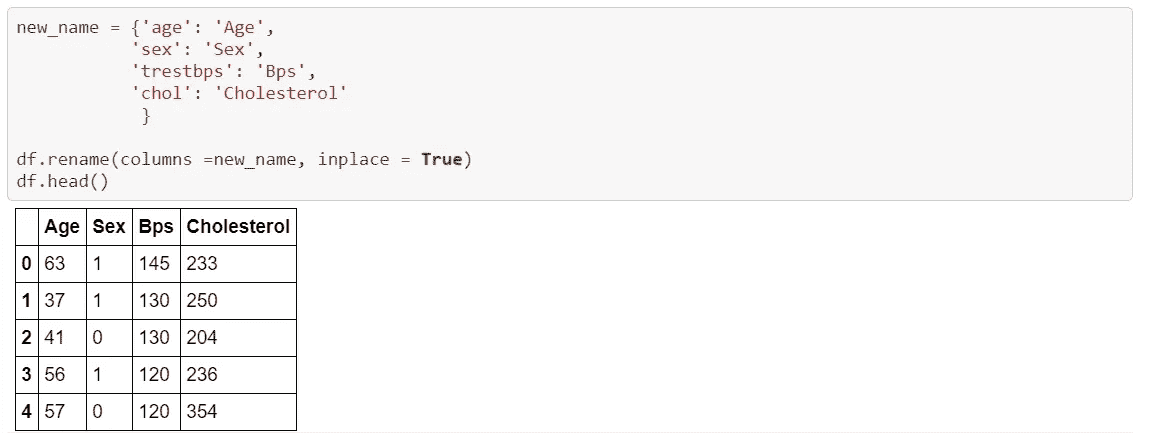 new_name = {'age': 'Age',
'sex': 'Sex',
'trestbps': 'Bps',
'chol': 'Cholesterol'
}
df.rename(columns =new_name, inplace = True)
df.head()
Age Sex Bps Cholesterol
0 63 1 145 233
1 37 1 130 250
2 41 0 130 204
3 56 1 120 236
4 57 0 120 354